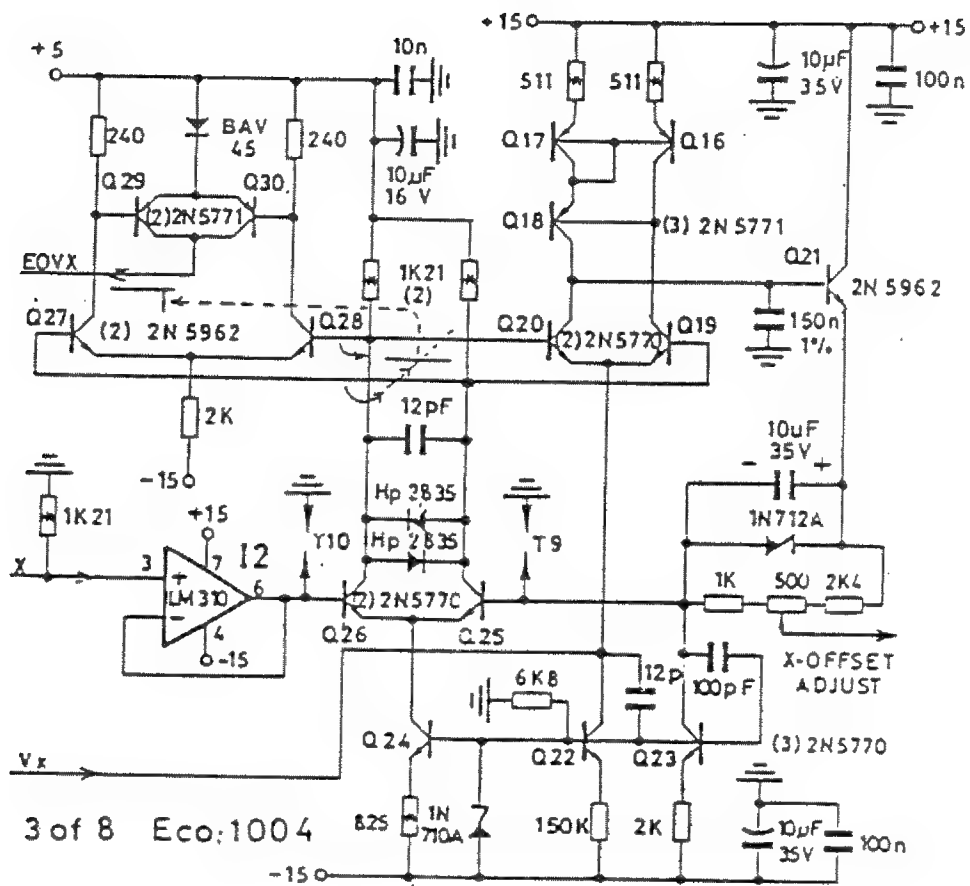 +15
+15
+5
10n
10µF
35V
100n
511
511
240
BAV
45
240
10µF
16V
Q17
Q16
Q29
Q30
(2)2N5771
Q18
(3) 2N5771
EOVX
1K21
(2)
Q21
2N5962
Q27
(2) 2N5962
Q28
Q20
(2)2N5770
Q19
150n
1%
2K
12pF
10µF
35V
-15
- +
Hp 2835
1N712A
1K21
+15
Hp 2835
Y10
T9
I2
X
3
7
+
LM310
6
-
4
-15
(2)2N577C
Q26
Q25
1K
500
2K4
X-OFFSET
ADJUST
12p
100pF
6K8
Q24
Q22
Q23
(3)2N5770
Vx
825
1N
710A
150K
2K
10µF
35V
100n
3 of 8 Eco:1004
-15